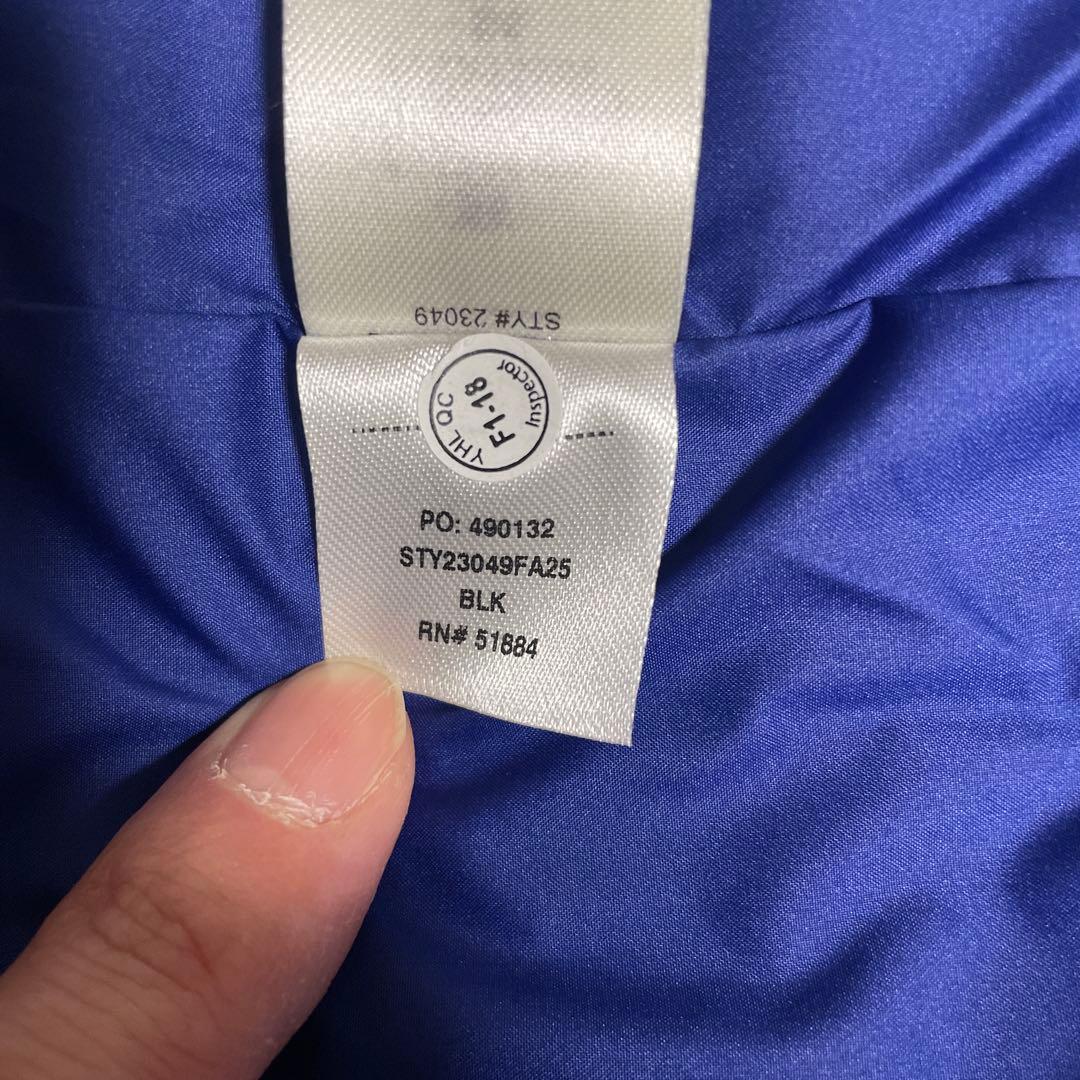 STY# 23049
YHL QC
F1-18
Inspector
PO: 490132
STY23049FA25
BLK
RN# 51884